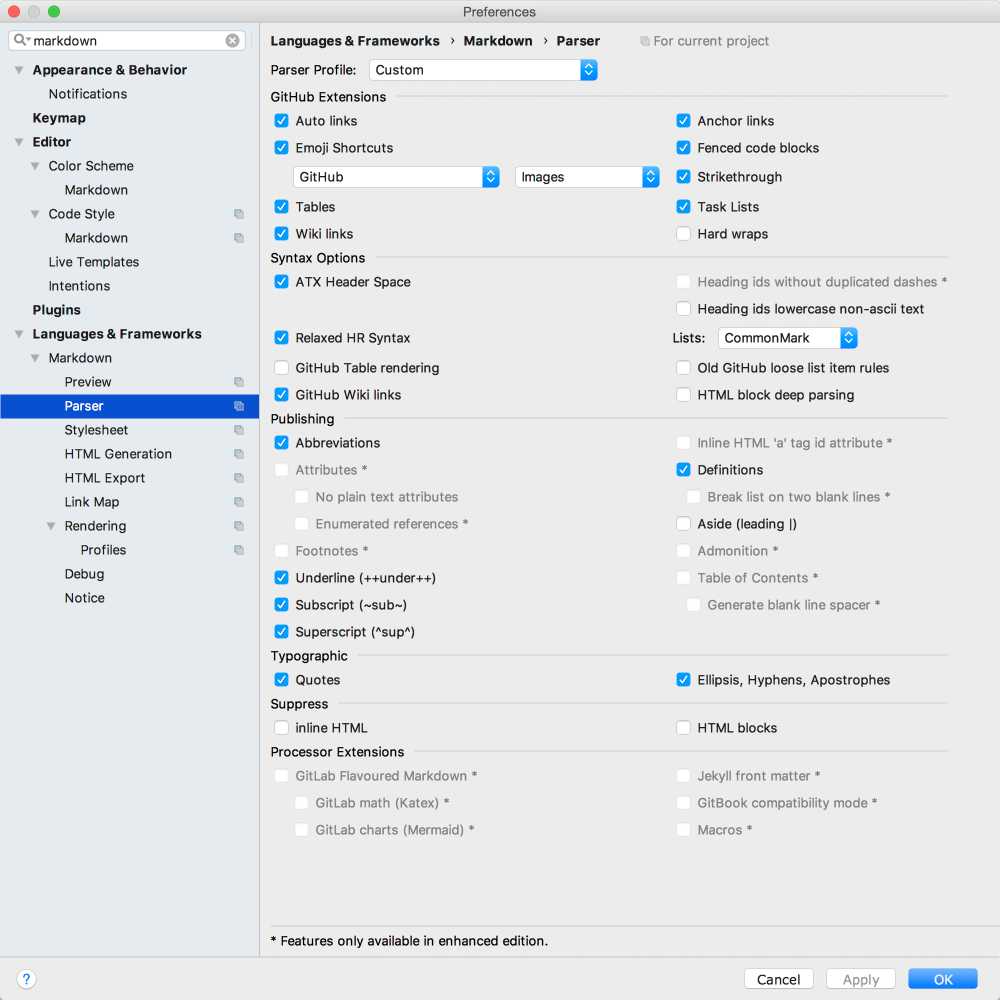 Preferences
markdown
Appearance & Behavior
Notifications
Keymap
Editor
Color Scheme
Markdown
Code Style
Markdown
Live Templates
Intentions
Plugins
Languages & Frameworks
Markdown
Preview
Parser
Stylesheet
HTML Generation
HTML Export
Link Map
Rendering
Profiles
Debug
Notice
Languages & Frameworks › Markdown › Parser For current project
Parser Profile: Custom
GitHub Extensions
Auto links Anchor links
Emoji Shortcuts Fenced code blocks
GitHub Images Strikethrough
Tables Task Lists
Wiki links Hard wraps
Syntax Options
ATX Header Space Heading ids without duplicated dashes *
Heading ids lowercase non-ascii text
Relaxed HR Syntax Lists: CommonMark
GitHub Table rendering Old GitHub loose list item rules
GitHub Wiki links HTML block deep parsing
Publishing
Abbreviations Inline HTML 'a' tag id attribute *
Attributes * Definitions
No plain text attributes Break list on two blank lines *
Enumerated references * Aside (leading |)
Footnotes * Admonition *
Underline (++under++) Table of Contents *
Subscript (~sub~) Generate blank line spacer *
Superscript (^sup^)
Typographic
Quotes Ellipsis, Hyphens, Apostrophes
Suppress
inline HTML HTML blocks
Processor Extensions
GitLab Flavoured Markdown * Jekyll front matter *
GitLab math (Katex) * GitBook compatibility mode *
GitLab charts (Mermaid) * Macros *
* Features only available in enhanced edition.
? Cancel Apply OK